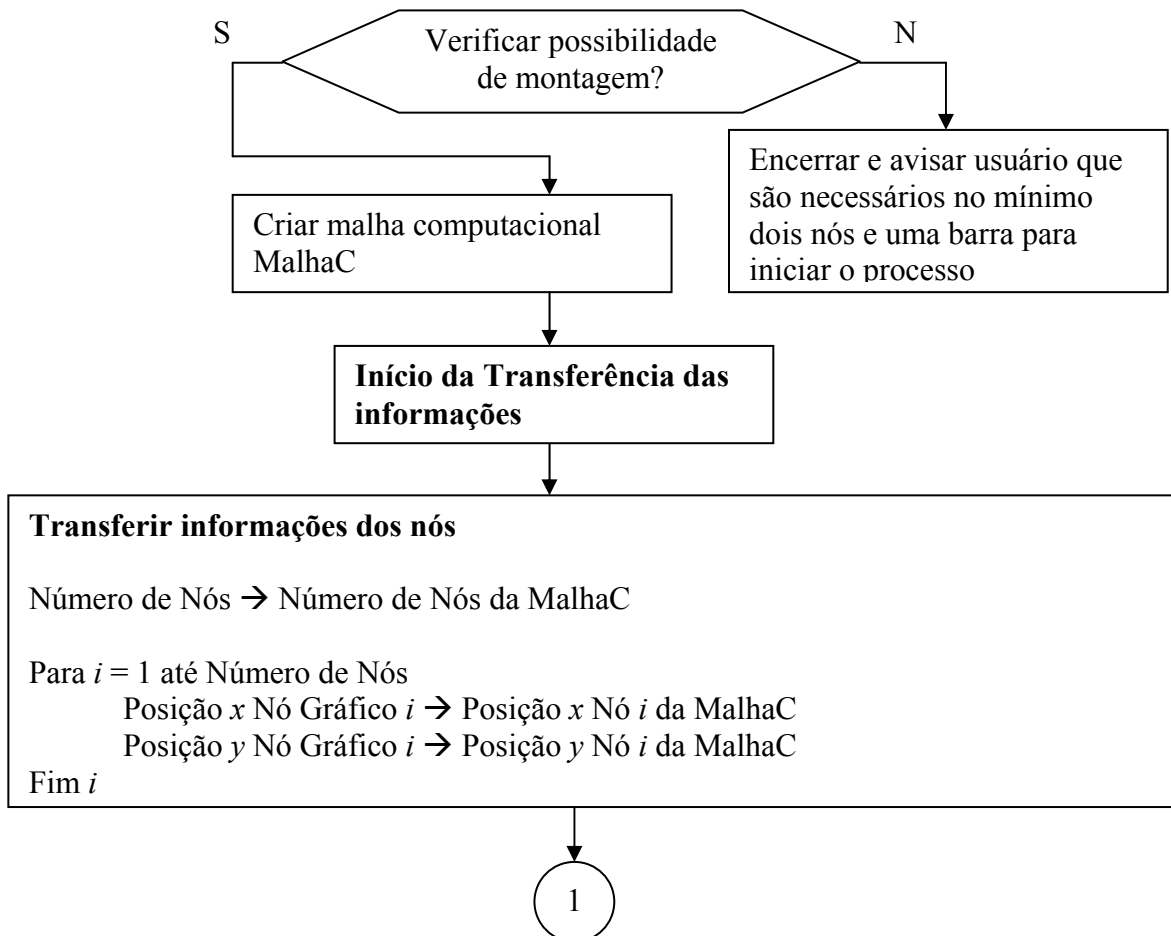 S
Verificar possibilidade
de montagem?
N
Encerrar e avisar usuário que
são necessários no mínimo
dois nós e uma barra para
iniciar o processo
Criar malha computacional
MalhaC
Início da Transferência das
informações
Transferir informações dos nós
Número de Nós → Número de Nós da MalhaC
Para i = 1 até Número de Nós
Posição x Nó Gráfico i → Posição x Nó i da MalhaC
Posição y Nó Gráfico i → Posição y Nó i da MalhaC
Fim i
1